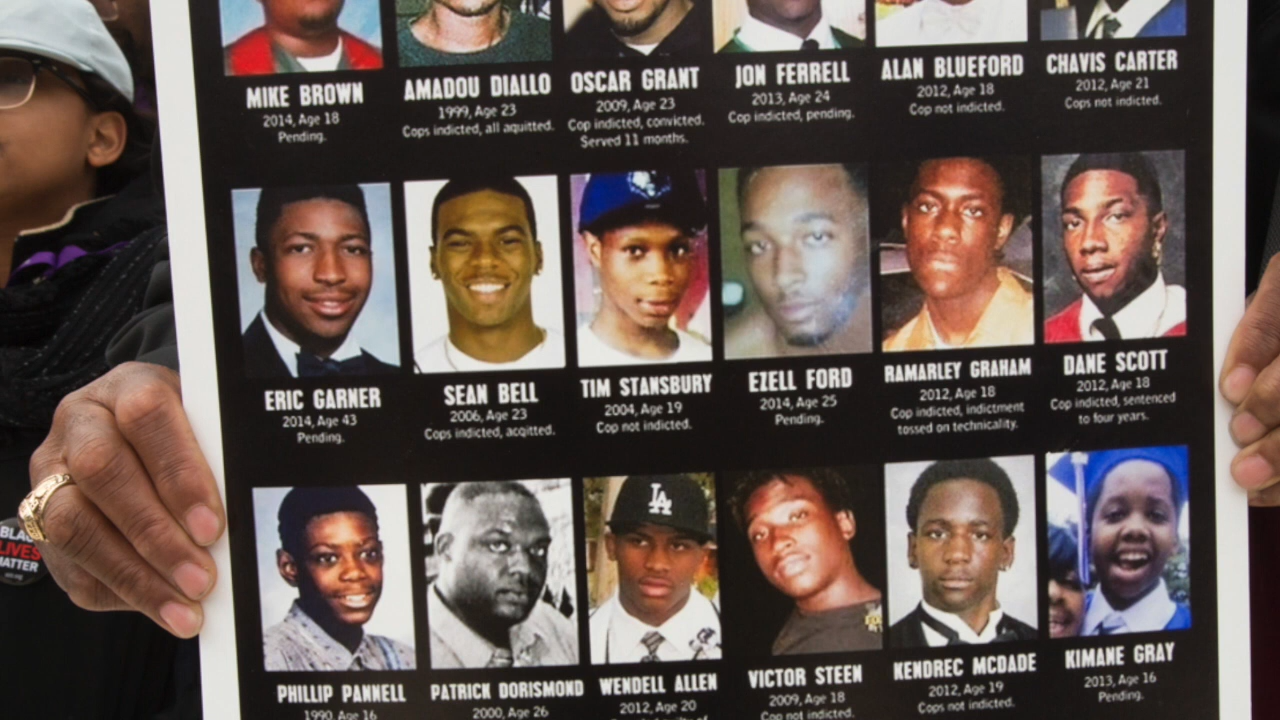 MIKE BROWN
2014, Age 18
Pending.
AMADOU DIALLO
1999, Age 23
Cops indicted, all aquitted.
OSCAR GRANT
2009, Age 23
Cop indicted, convicted.
Served 11 months.
JON FERRELL
2013, Age 24
Cop indicted, pending.
ALAN BLUEFORD
2012, Age 18
Cop not indicted.
CHAVIS CARTER
2012, Age 21
Cops not indicted.
ERIC GARNER
2014, Age 43
Pending.
SEAN BELL
2006, Age 23
Cops indicted, acqitted.
TIM STANSBURY
2004, Age 19
Cop not indicted.
EZELL FORD
2014, Age 25
Pending.
RAMARLEY GRAHAM
2012, Age 18
Cop indicted, indictment
tossed on technicality.
DANE SCOTT
2012, Age 18
Cop indicted, sentenced
to four years.
LA
PHILLIP PANNELL
1990, Age 16
PATRICK DORISMOND
2000, Age 26
WENDELL ALLEN
2012, Age 20
VICTOR STEEN
2009, Age 18
Cop not indicted.
KENDREC MCDADE
2012, Age 19
Cops not indicted.
KIMANE GRAY
2013, Age 16
Pending.
BLAC
LIVES
MATTER